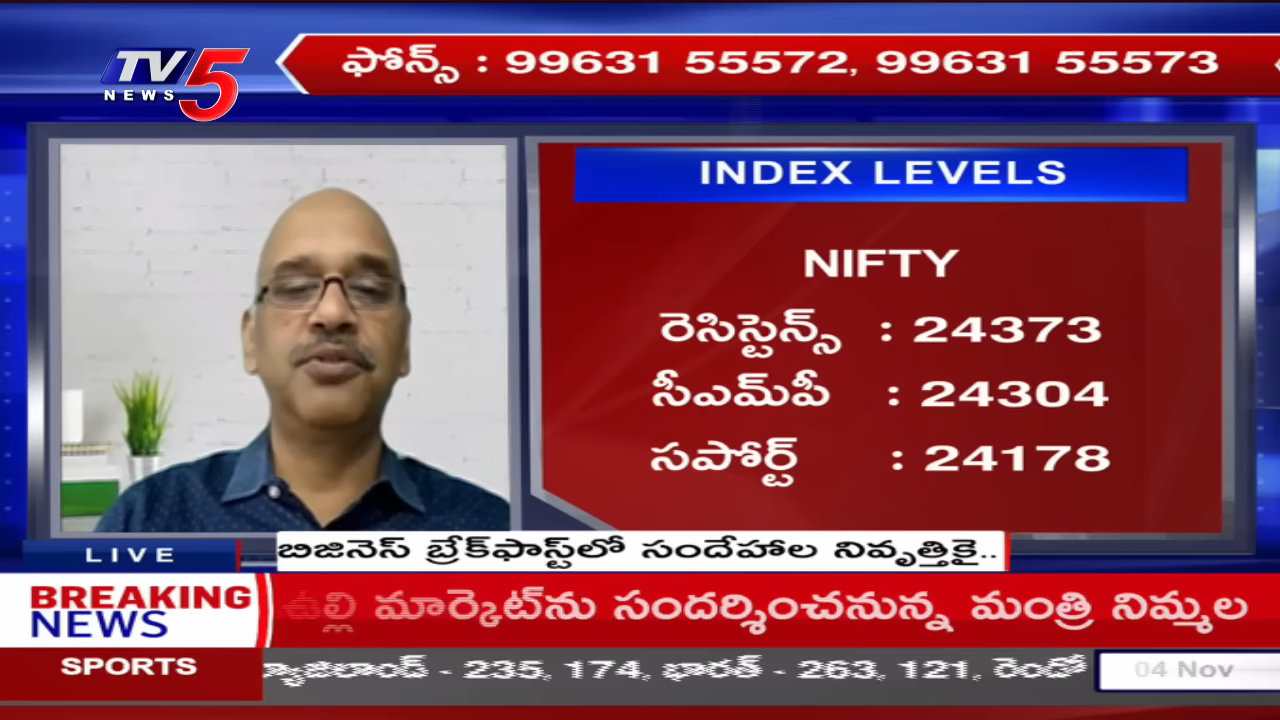 TV5
NEWS
ఫోన్స్ : 99631 55572, 99631 55573
INDEX LEVELS
NIFTY
రెసిస్టెన్స్ : 24373
సీఎమ్‌పీ : 24304
సపోర్ట్ : 24178
LIVE
బిజినెస్ బ్రేక్‌ఫాస్ట్‌లో సందేహాల నివృత్తికై..
BREAKING
NEWS
ఉల్లి మార్కెట్‌ను సందర్శించనున్న మంత్రి నిమ్మల
SPORTS
- 235, 174, భారత్ - 263, 121, రెండో
04 Nov